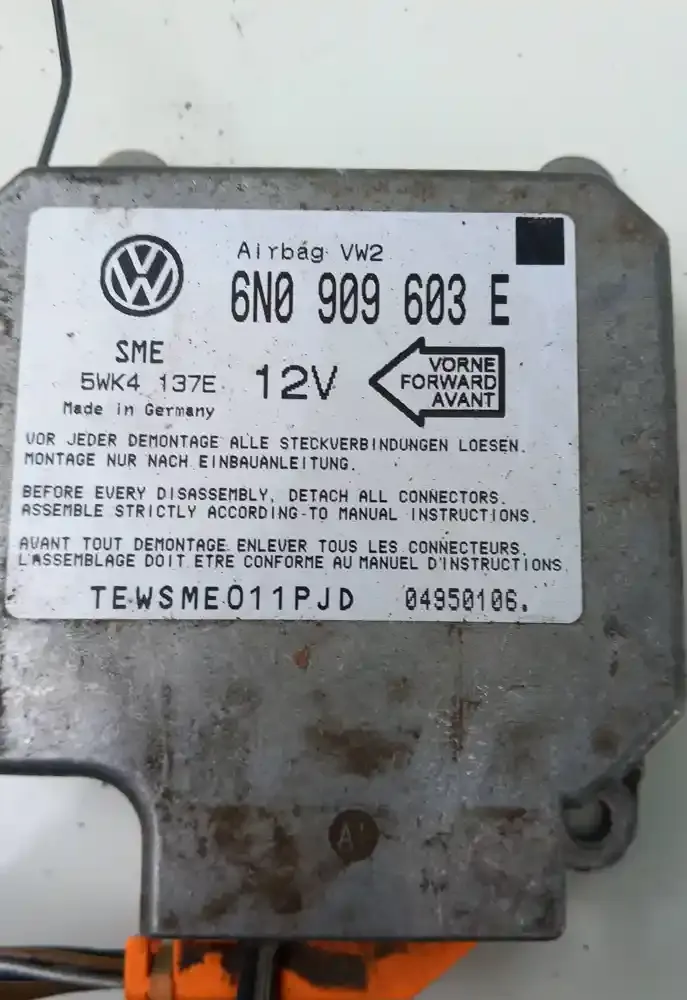 Airbag VW2
6N0 909 603 E
SME
5WK4 137E
12V
VORNE
FORWARD
AVANT
Made in Germany
VOR JEDER DEMONTAGE ALLE STECKVERBINDUNGEN LOESEN.
MONTAGE NUR NACH EINBAUANLEITUNG.
BEFORE EVERY DISASSEMBLY, DETACH ALL CONNECTORS.
ASSEMBLE STRICTLY ACCORDING-TO MANUAL INSTRUCTIONS.
AVANT TOUT DEMONTAGE ENLEVER TOUS LES CONNECTEURS.
L'ASSEMBLAGE DOIT ETRE CONFORME AU MANUEL D'INSTRUCTIONS
TEWSME011PJD 04950106.
A